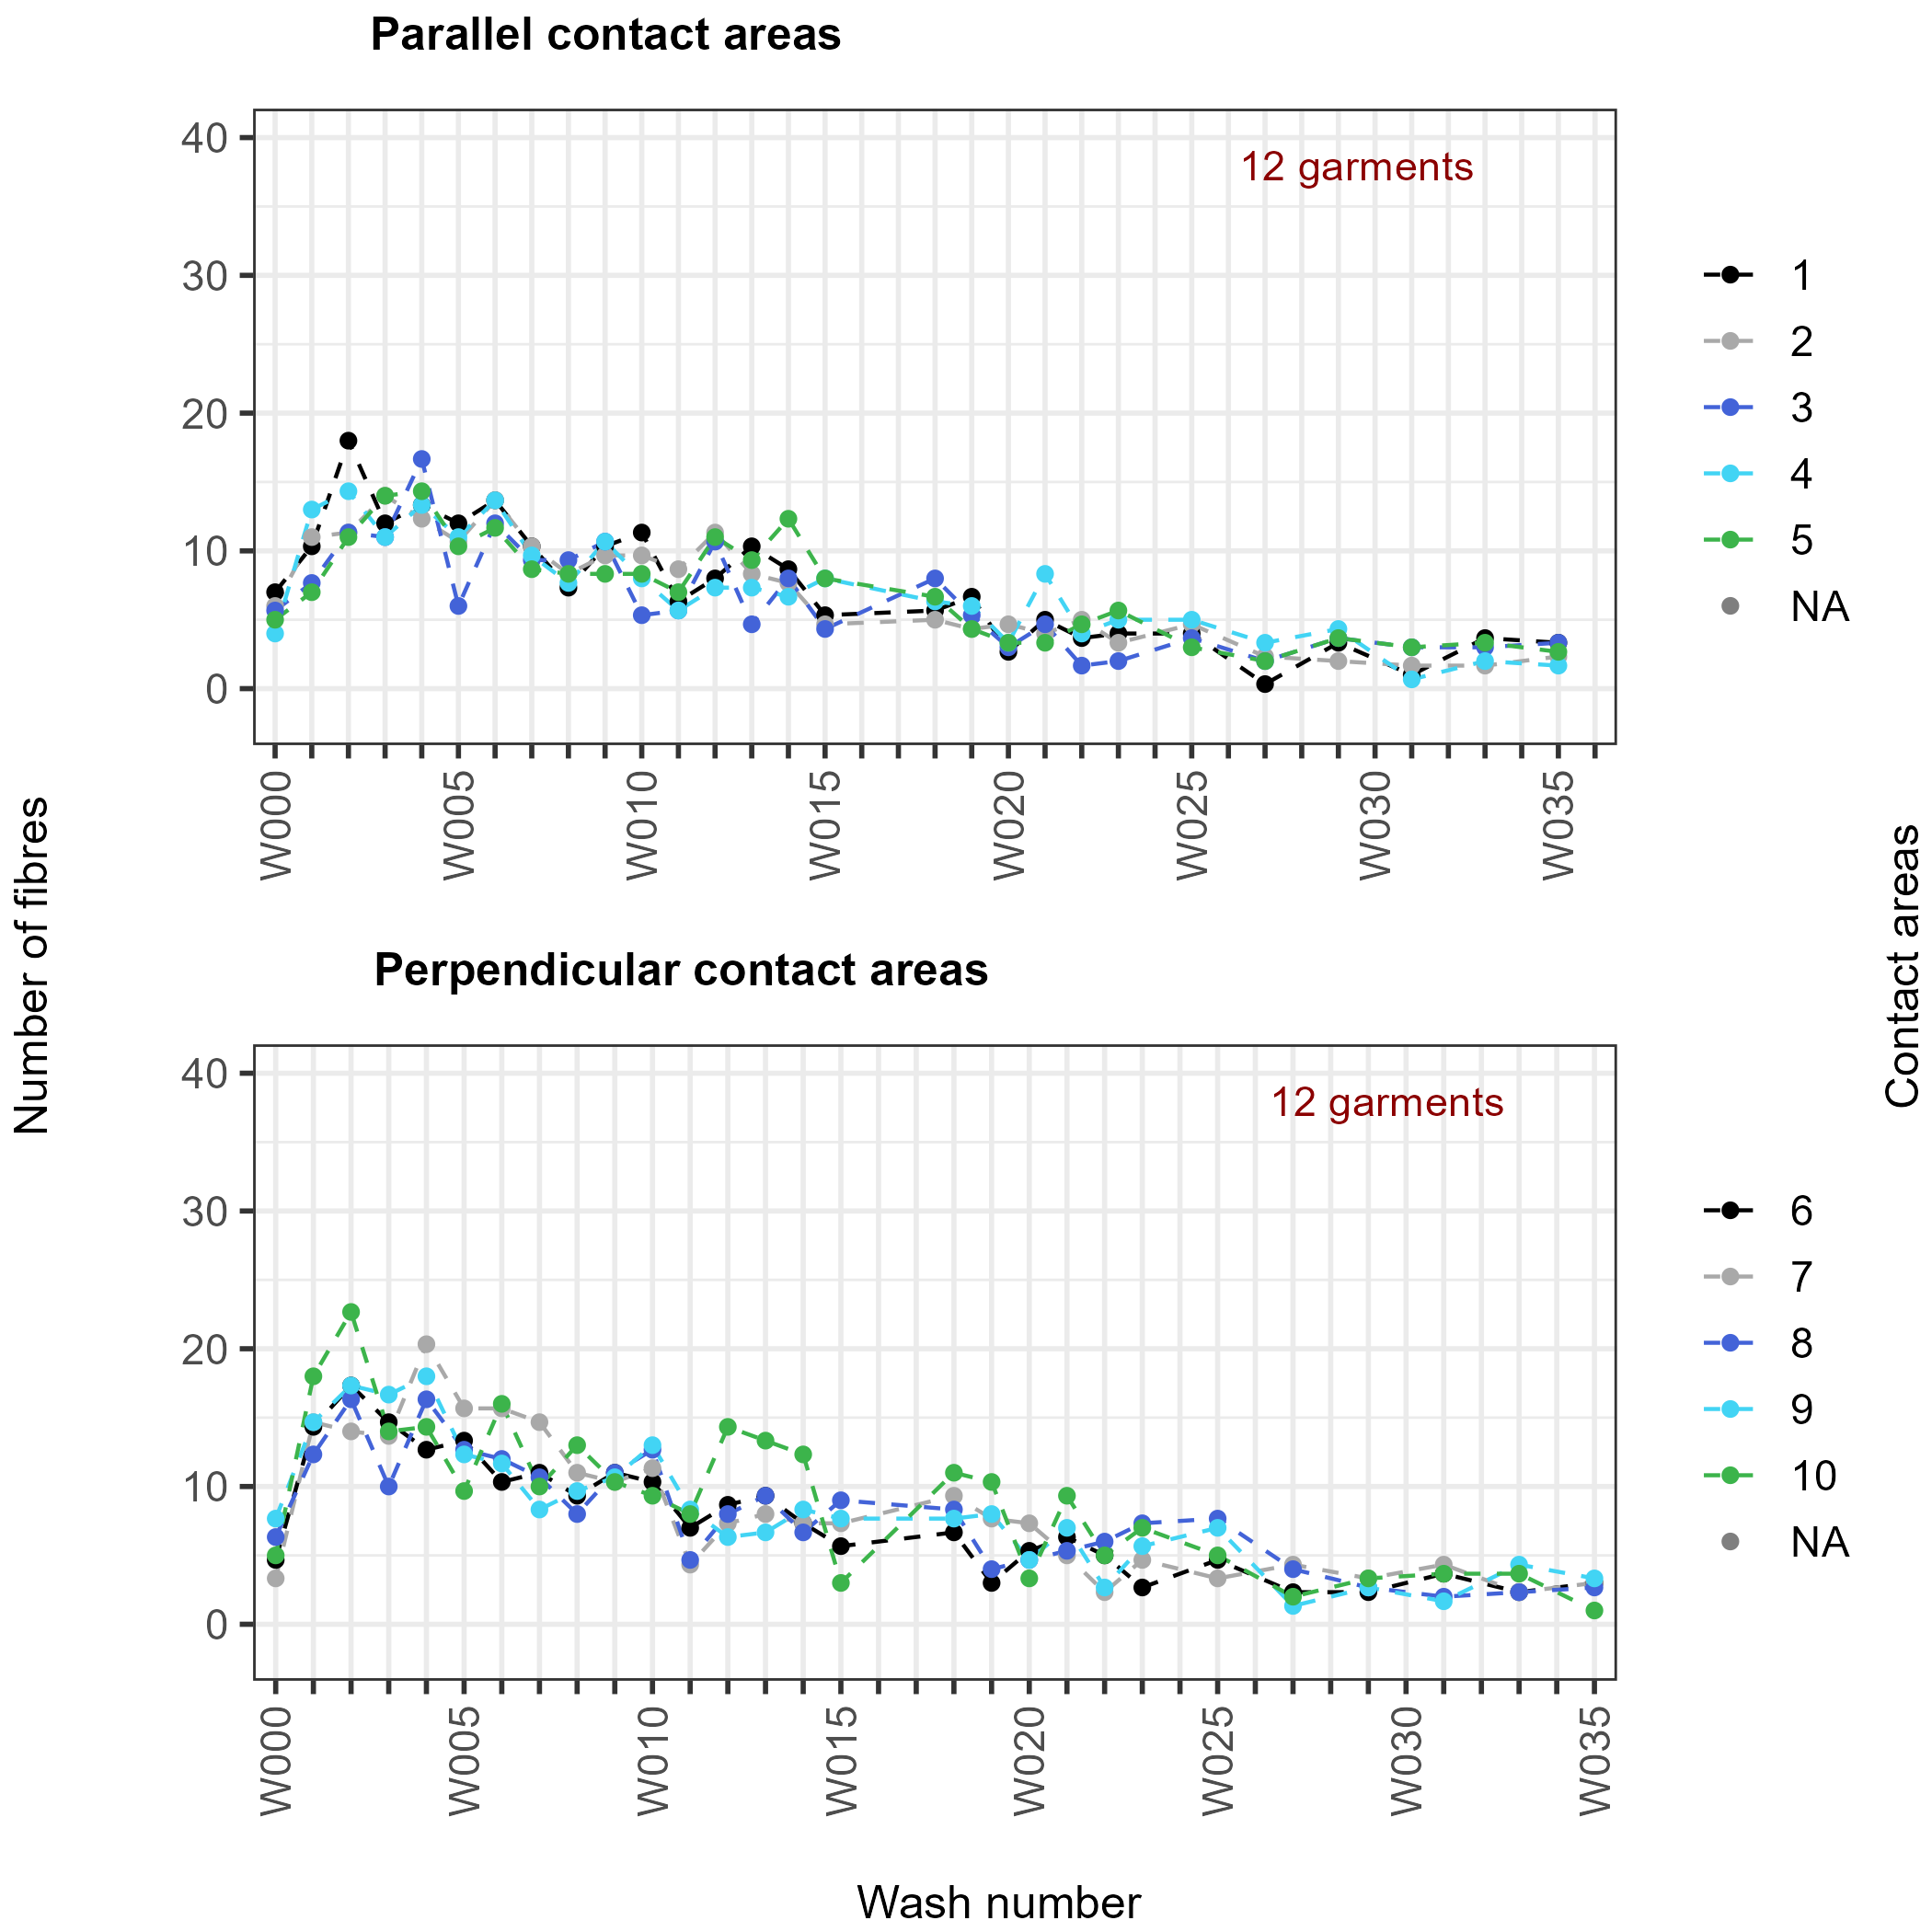 Parallel contact areas
40
30
20
10
0
12 garments
W000
W005
W010
W015
W020
W025
W030
W035
1
2
3
4
5
NA
Number of fibres
Contact areas
Perpendicular contact areas
40
30
20
10
0
12 garments
W000
W005
W010
W015
W020
W025
W030
W035
6
7
8
9
10
NA
Wash number